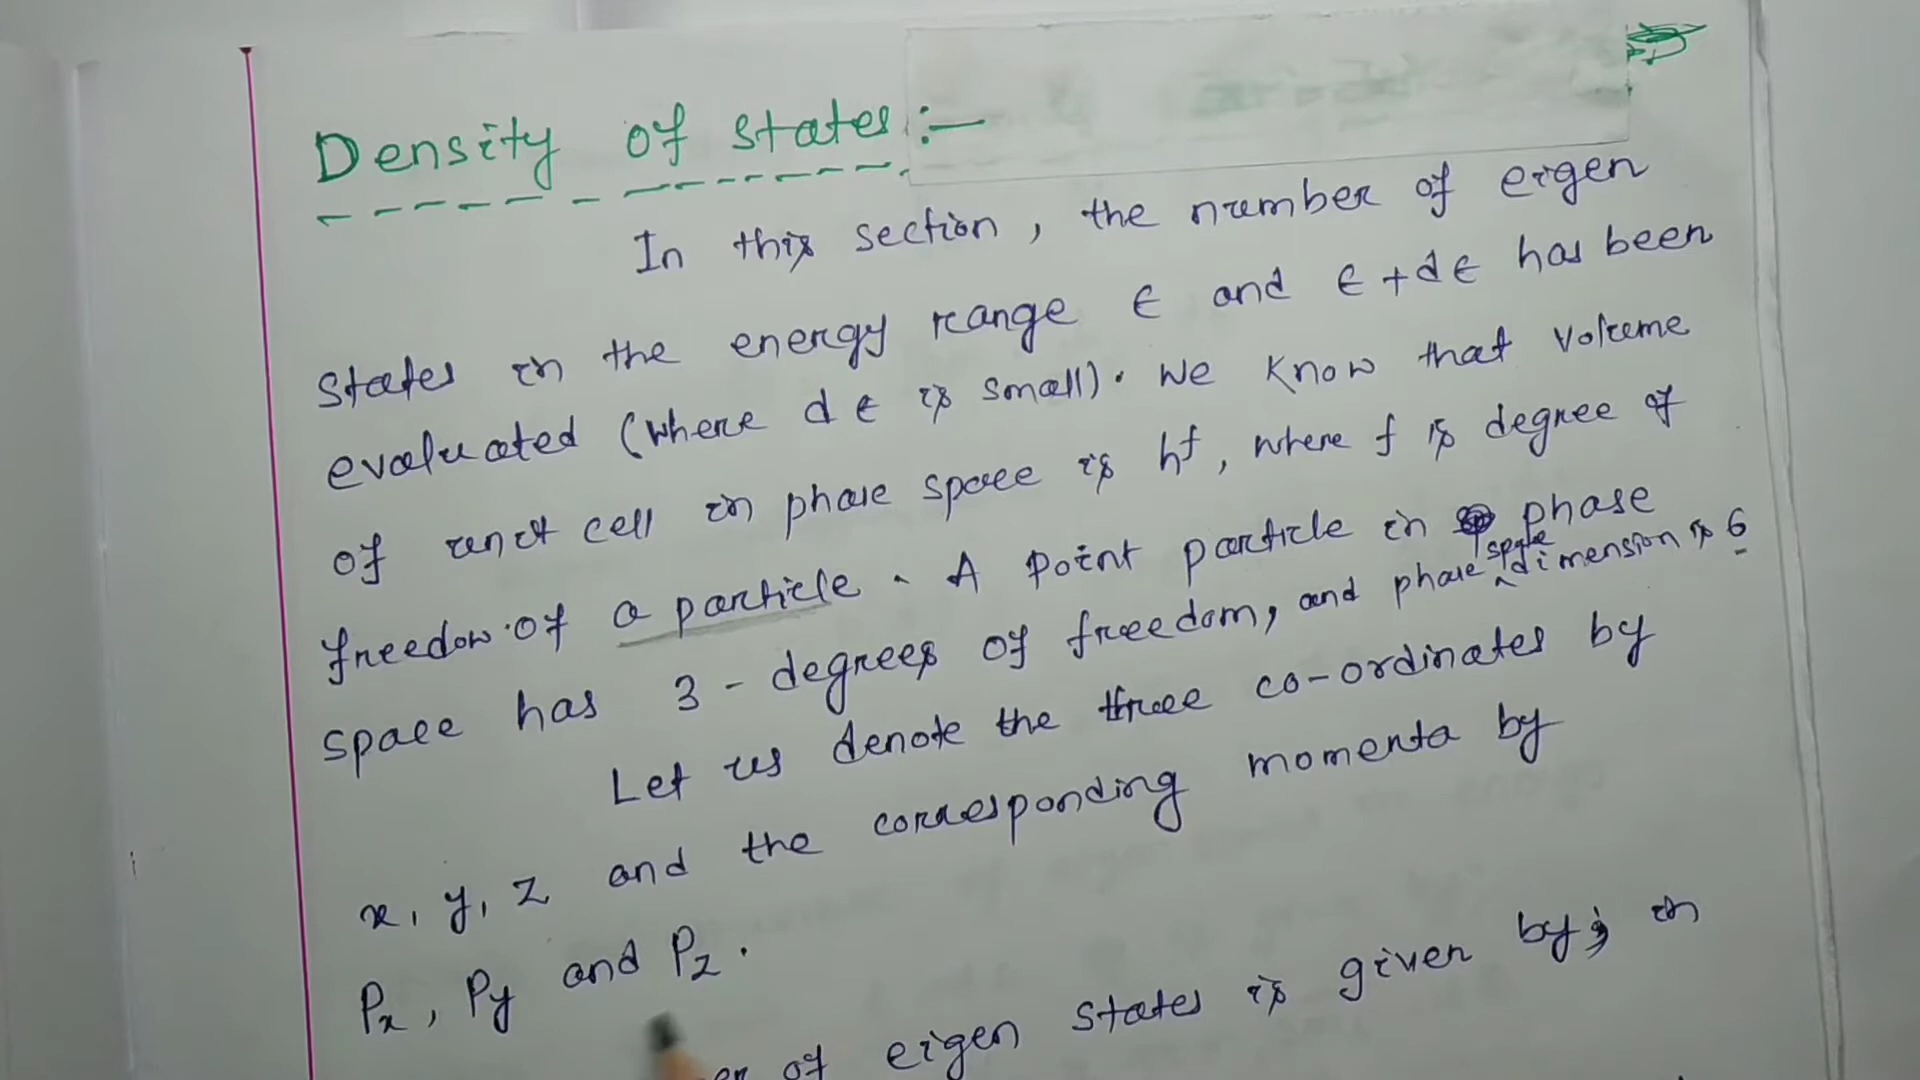 Density of states :-
In this section, the number of eigen
states in the energy range ε and ε+dε has been
evaluated (where dε is small). We know that volume
of unit cell in phase space is h^f, where f is degree of
freedom of a particle. A point particle in phase
space has 3-degrees of freedom, and phase space dimension is 6
Let us denote the three co-ordinates by
x, y, z and the corresponding momenta by
Px, Py and Pz.
of eigen states is given by; in